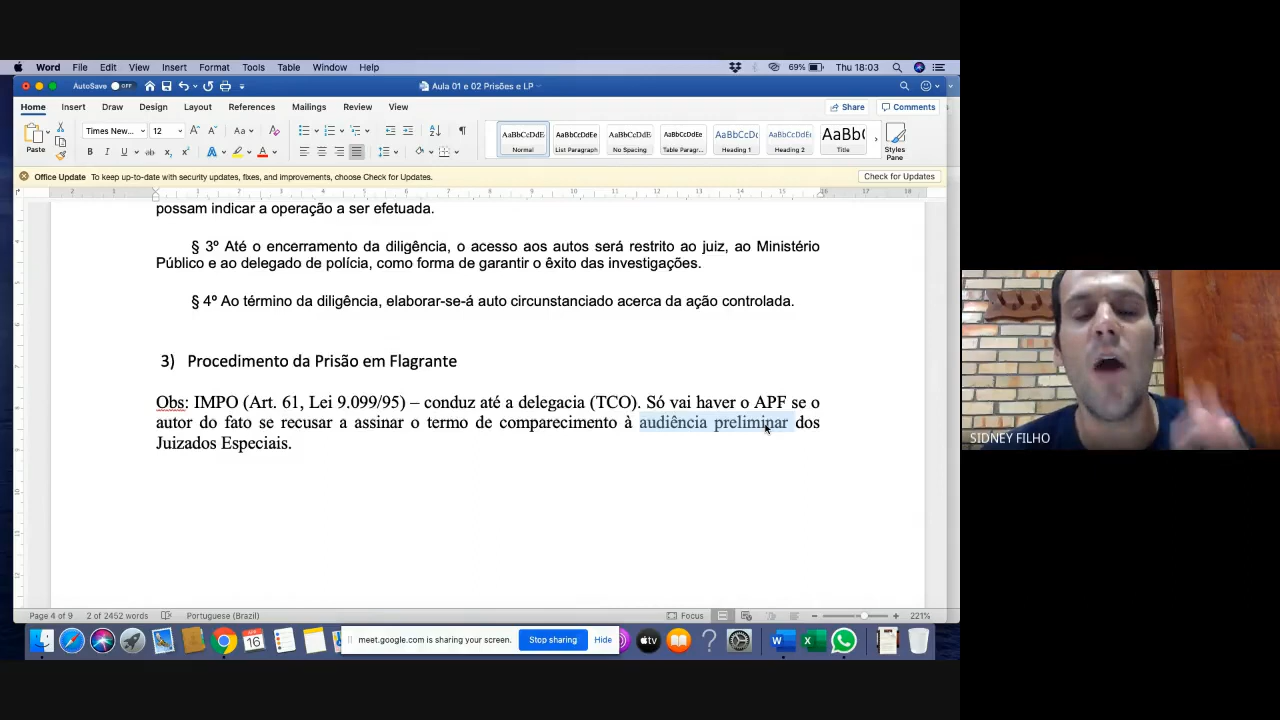 Word File Edit View Insert Format Tools Table Window Help 69% Thu 18:03
AutoSave OFF Aula 01 e 02 Prisões e LP
Home Insert Draw Design Layout References Mailings Review View Share Comments
Paste Times New... 12 Aa
AaBbCcDdE AaBbCcDdEe AaBbCcDdE AaBbCcDdEe AaBbCcD( AaBbCcDdE AaBb(
Normal List Paragraph No Spacing Table Paragr... Heading 1 Heading 2 Title Styles Pane
Office Update To keep up-to-date with security updates, fixes, and improvements, choose Check for Updates. Check for Updates
possam indicar a operação a ser efetuada.
§ 3º Até o encerramento da diligência, o acesso aos autos será restrito ao juiz, ao Ministério
Público e ao delegado de polícia, como forma de garantir o êxito das investigações.
§ 4º Ao término da diligência, elaborar-se-á auto circunstanciado acerca da ação controlada.
3) Procedimento da Prisão em Flagrante
Obs: IMPO (Art. 61, Lei 9.099/95) – conduz até a delegacia (TCO). Só vai haver o APF se o
autor do fato se recusar a assinar o termo de comparecimento à audiência preliminar dos
Juizados Especiais.
SIDNEY FILHO
Page 4 of 9 2 of 2452 words Portuguese (Brazil) Focus 221%
meet.google.com is sharing your screen. Stop sharing Hide